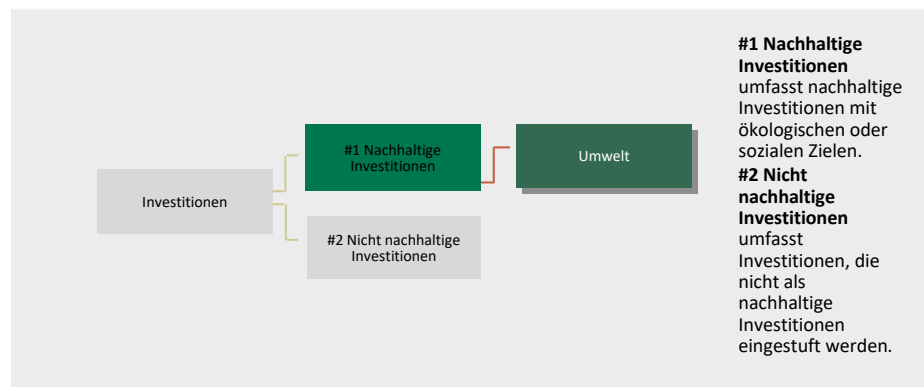 Investitionen
#1 Nachhaltige
Investitionen
#2 Nicht nachhaltige
Investitionen
Umwelt
#1 Nachhaltige
Investitionen
umfasst nachhaltige
Investitionen mit
ökologischen oder
sozialen Zielen.
#2 Nicht
nachhaltige
Investitionen
umfasst
Investitionen, die
nicht als
nachhaltige
Investitionen
eingestuft werden.